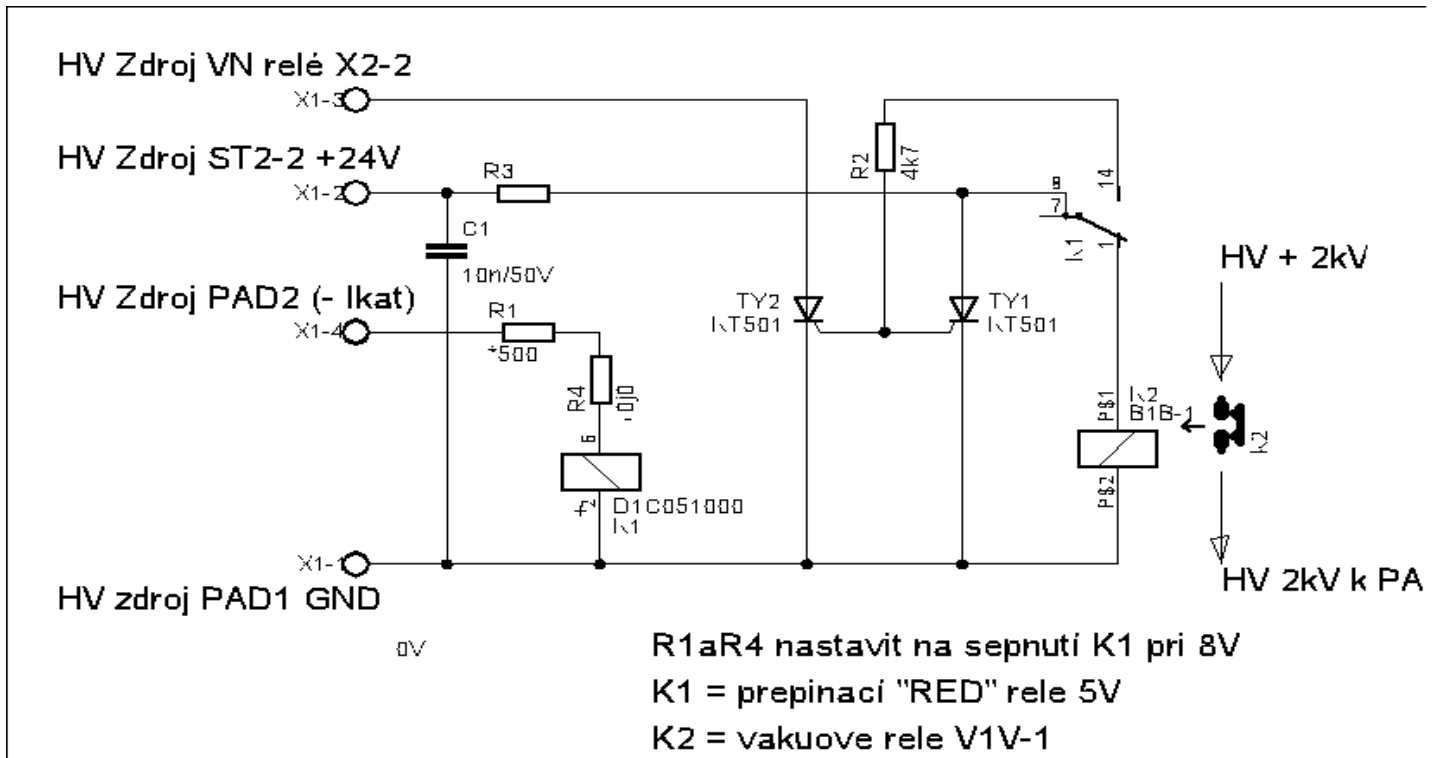 HV Zdroj VN relé X2-2
X1-3
HV Zdroj ST2-2 +24V
X1-2
R3
R2
4k7
8
7
14
1
K1
C1
10n/50V
HV + 2kV
HV Zdroj PAD2 (- Ikat)
X1-4
R1
*500
TY2
KT501
TY1
KT501
R4
6
D1C051000
K1
P$1
P$2
K2
B1B-1
K2
X1-1
HV zdroj PAD1 GND
HV 2kV k PA
0V
R1aR4 nastavit na sepnutí K1 pri 8V
K1 = prepinací "RED" rele 5V
K2 = vakuove rele V1V-1